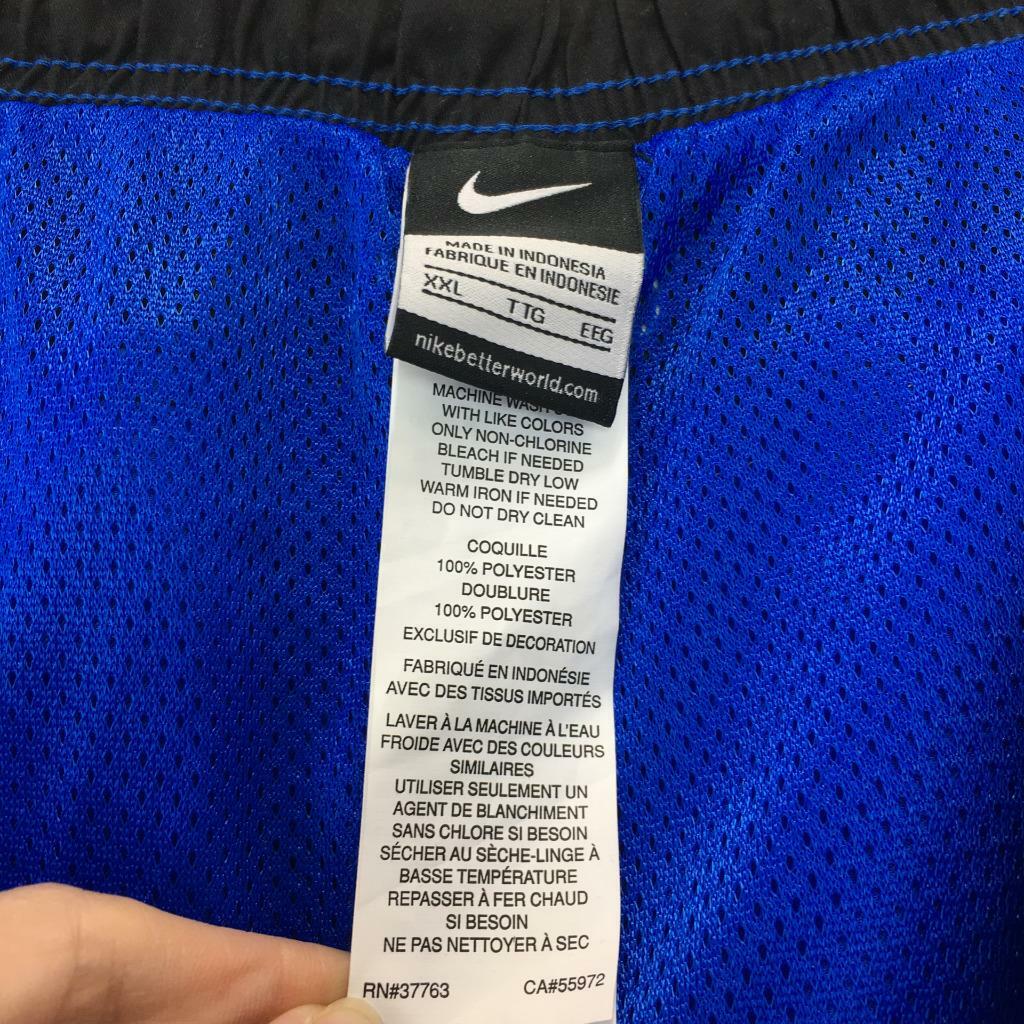 MADE IN INDONESIA
FABRIQUE EN INDONESIE
XXL TTG EEG
nikebetterworld.com
MACHINE WASH
WITH LIKE COLORS
ONLY NON-CHLORINE
BLEACH IF NEEDED
TUMBLE DRY LOW
WARM IRON IF NEEDED
DO NOT DRY CLEAN
COQUILLE
100% POLYESTER
DOUBLURE
100% POLYESTER
EXCLUSIF DE DECORATION
FABRIQUÉ EN INDONÉSIE
AVEC DES TISSUS IMPORTÉS
LAVER À LA MACHINE À L'EAU
FROIDE AVEC DES COULEURS
SIMILAIRES
UTILISER SEULEMENT UN
AGENT DE BLANCHIMENT
SANS CHLORE SI BESOIN
SÉCHER AU SÈCHE-LINGE À
BASSE TEMPÉRATURE
REPASSER À FER CHAUD
SI BESOIN
NE PAS NETTOYER À SEC
RN#37763 CA#55972